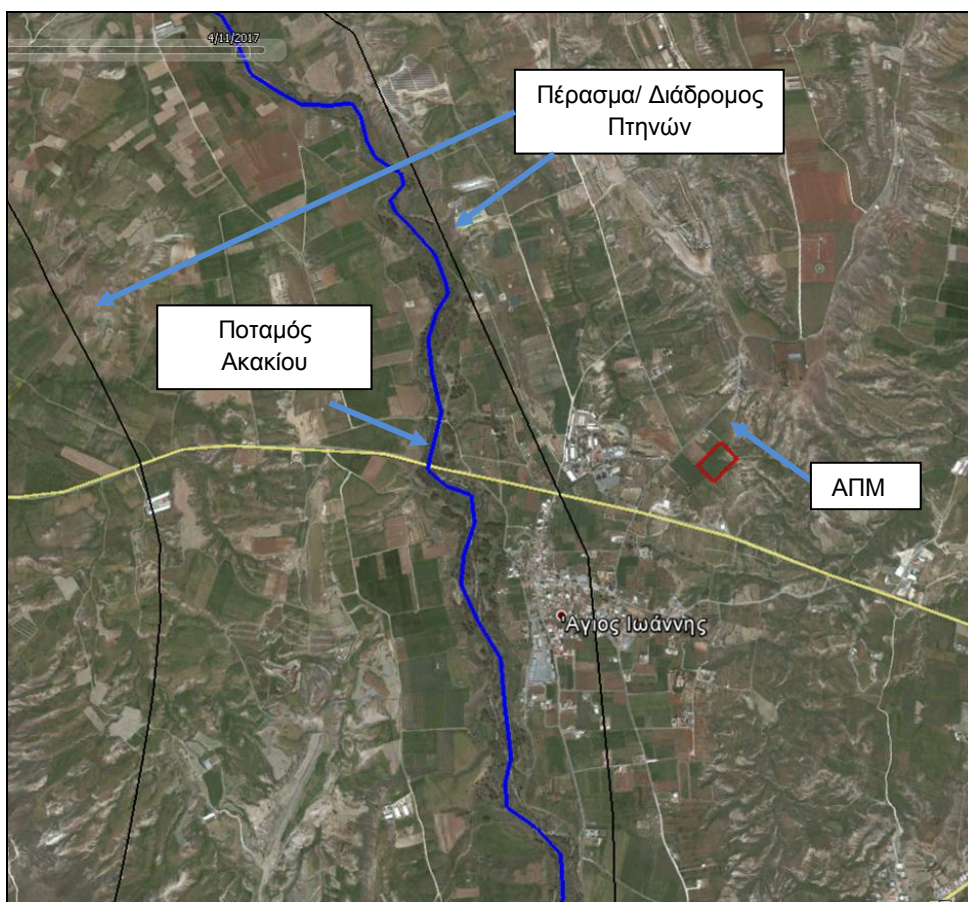 4/11/2017
Πέρασμα/ Διάδρομος
Πτηνών
Ποταμός
Ακακίου
ΑΠΜ
Άγιος Ιωάννης